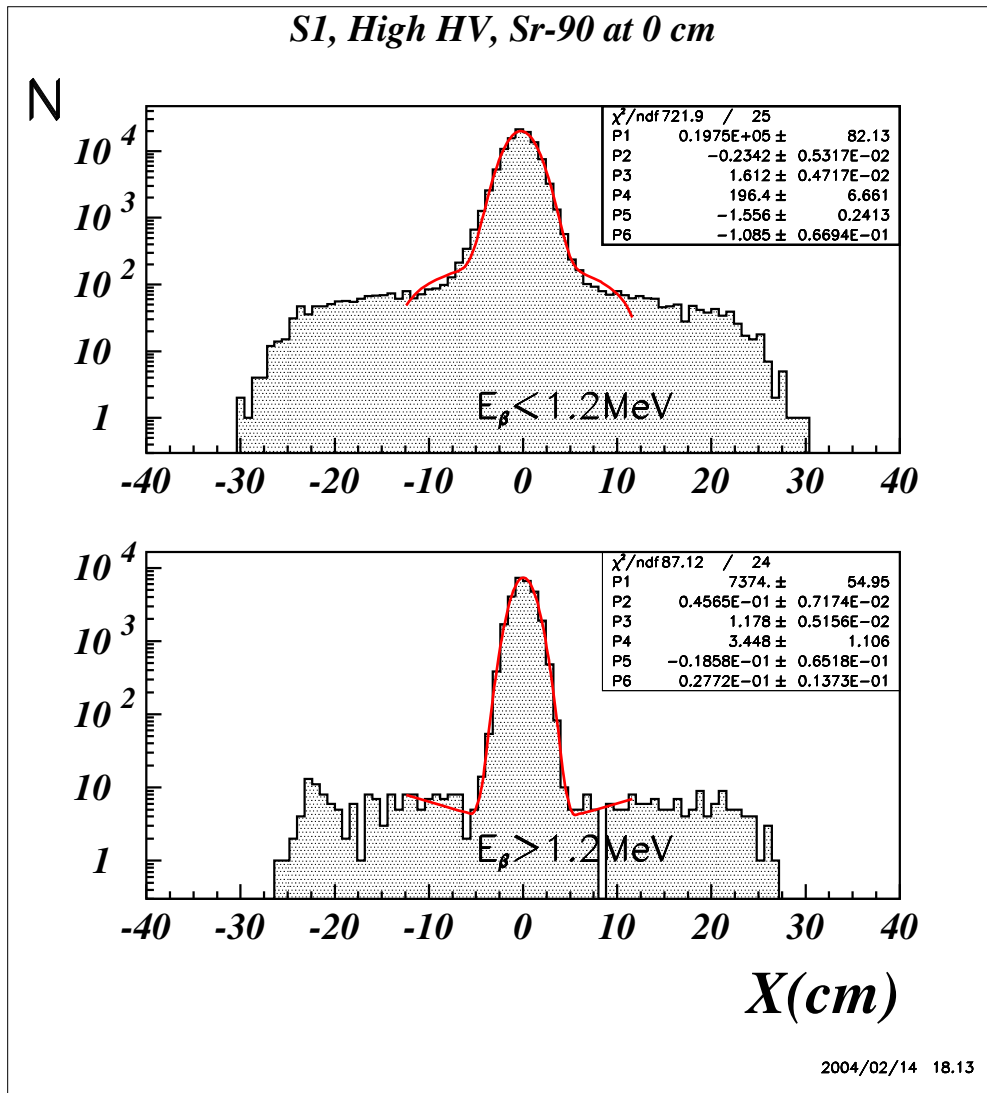 S1, High HV, Sr-90 at 0 cm
N
χ²/ndf 721.9 / 25
P1 0.1975E+05 ± 82.13
P2 -0.2342 ± 0.5317E-02
P3 1.612 ± 0.4717E-02
P4 196.4 ± 6.661
P5 -1.556 ± 0.2413
P6 -1.085 ± 0.6694E-01
10⁴
10³
10²
10
1
E_β<1.2MeV
-40 -30 -20 -10 0 10 20 30 40
χ²/ndf 87.12 / 24
P1 7374. ± 54.95
P2 0.4565E-01 ± 0.7174E-02
P3 1.178 ± 0.5156E-02
P4 3.448 ± 1.106
P5 -0.1858E-01 ± 0.6518E-01
P6 0.2772E-01 ± 0.1373E-01
10⁴
10³
10²
10
1
E_β>1.2MeV
-40 -30 -20 -10 0 10 20 30 40
X(cm)
2004/02/14 18.13